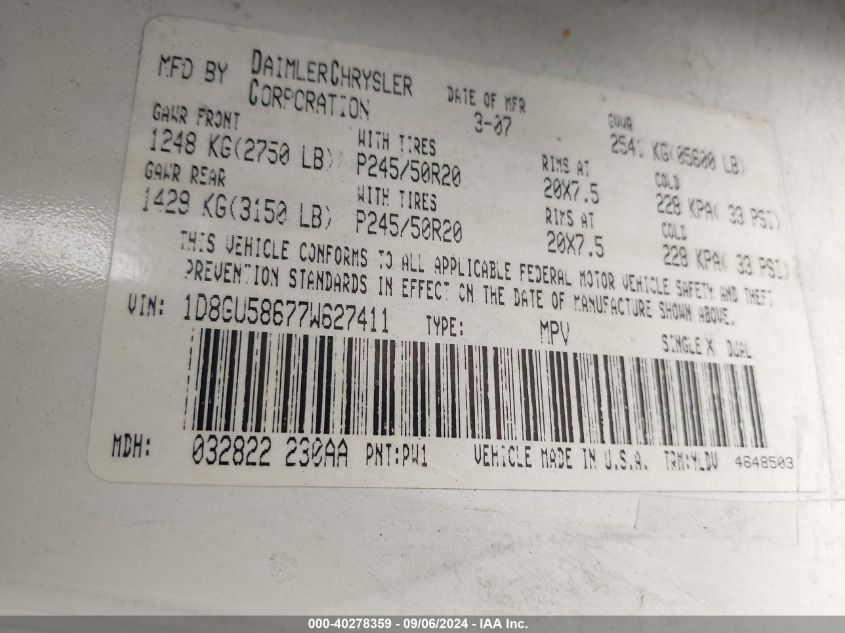 MFD BY DAIMLERCHRYSLER CORPORATION DATE OF MFR 3-07 GVWR 2541 KG(05600 LB)
GAWR FRONT WITH TIRES RIMS AT COLD
1248 KG(2750 LB) P245/50R20 20X7.5 228 KPA( 33 PSI)
GAWR REAR WITH TIRES RIMS AT COLD
1429 KG(3150 LB) P245/50R20 20X7.5 228 KPA( 33 PSI)
THIS VEHICLE CONFORMS TO ALL APPLICABLE FEDERAL MOTOR VEHICLE SAFETY AND THEFT
PREVENTION STANDARDS IN EFFECT ON THE DATE OF MANUFACTURE SHOWN ABOVE.
VIN: 1D8GU58677W627411 TYPE: MPV SINGLE X DUAL
MDH: 032822 230AA PNT:PW1 VEHICLE MADE IN U.S.A. TRM:YLDV 4648503
000-40278359 - 09/06/2024 - IAA Inc.